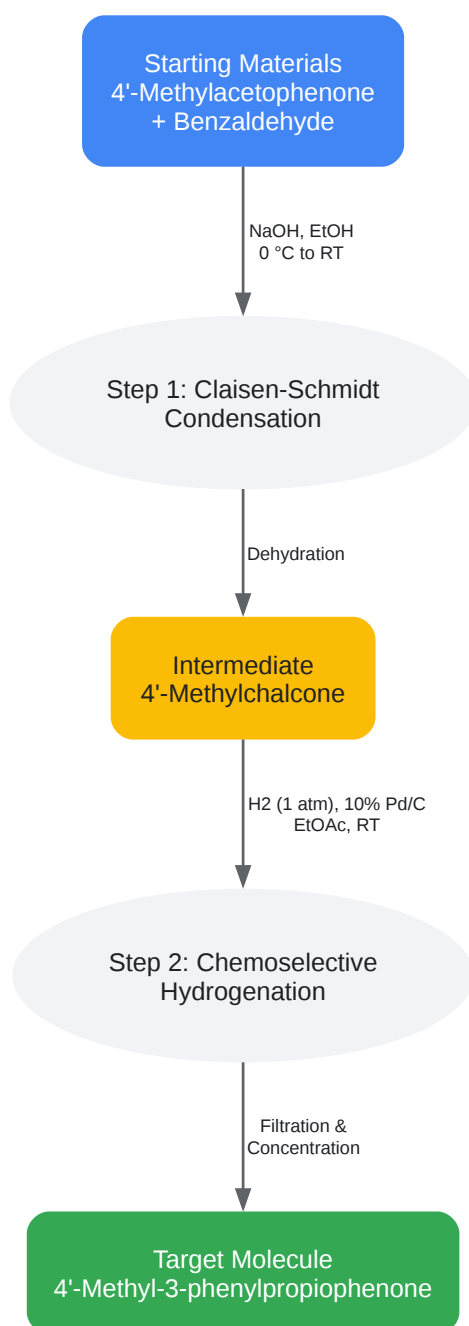 Starting Materials
4'-Methylacetophenone
+ Benzaldehyde
NaOH, EtOH
0 °C to RT
Step 1: Claisen-Schmidt
Condensation
Dehydration
Intermediate
4'-Methylchalcone
H2 (1 atm), 10% Pd/C
EtOAc, RT
Step 2: Chemoselective
Hydrogenation
Filtration &
Concentration
Target Molecule
4'-Methyl-3-phenylpropiophenone